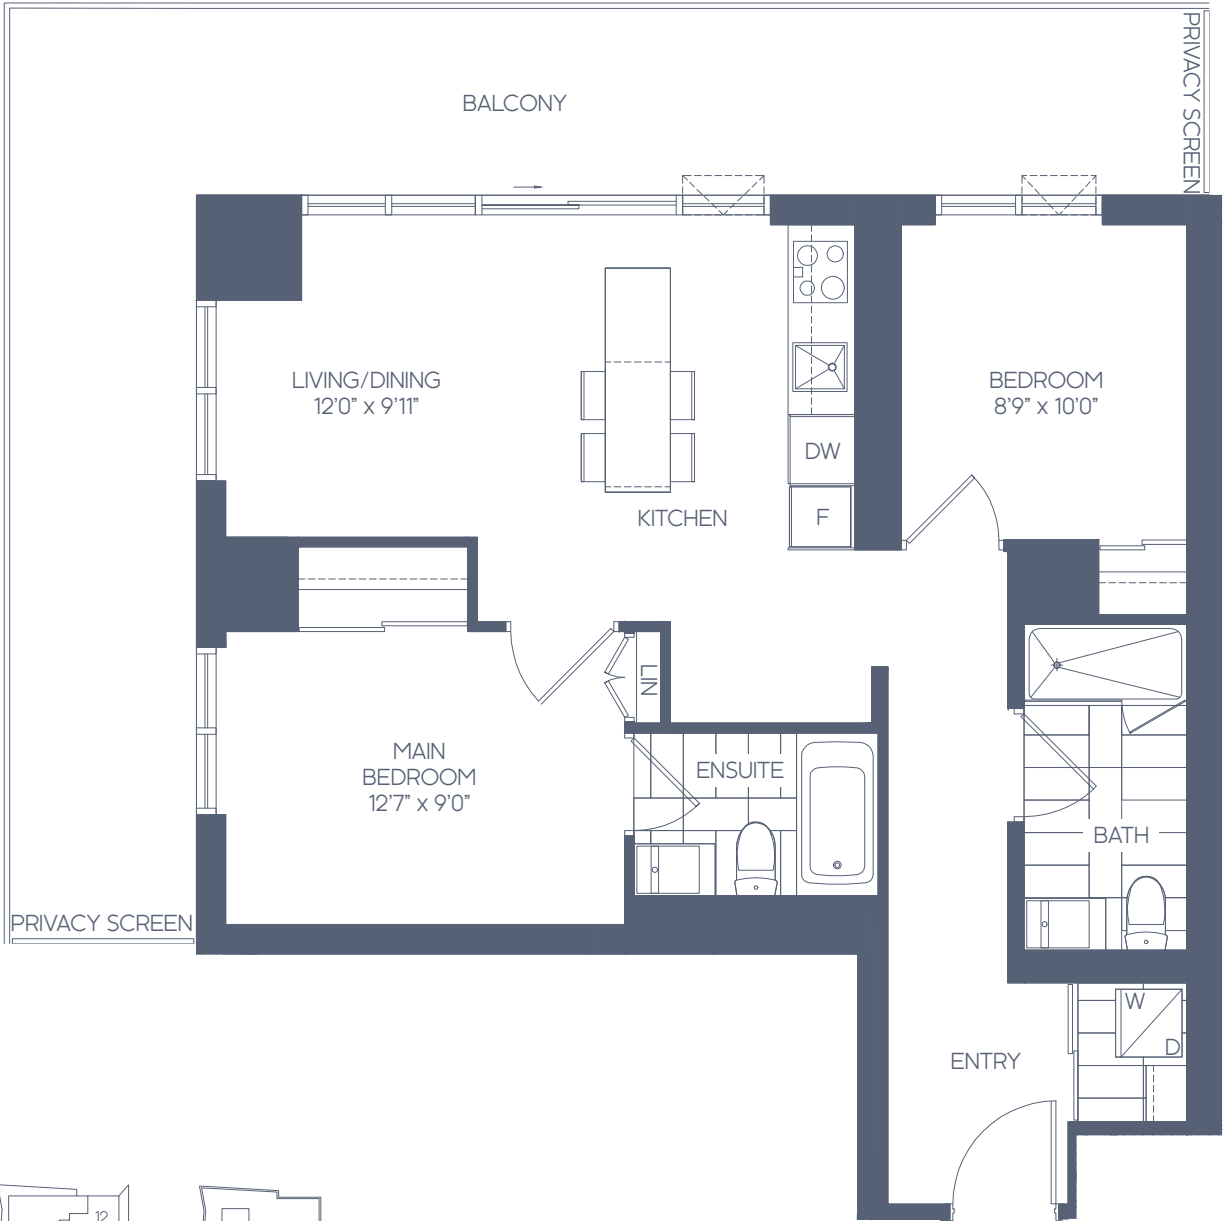 PRIVACY SCREEN
BALCONY
LIVING/DINING
12'0" x 9'11"
BEDROOM
8'9" x 10'0"
DW
F
KITCHEN
LIN
MAIN
BEDROOM
12'7" x 9'0"
ENSUITE
BATH
PRIVACY SCREEN
W
D
ENTRY
12